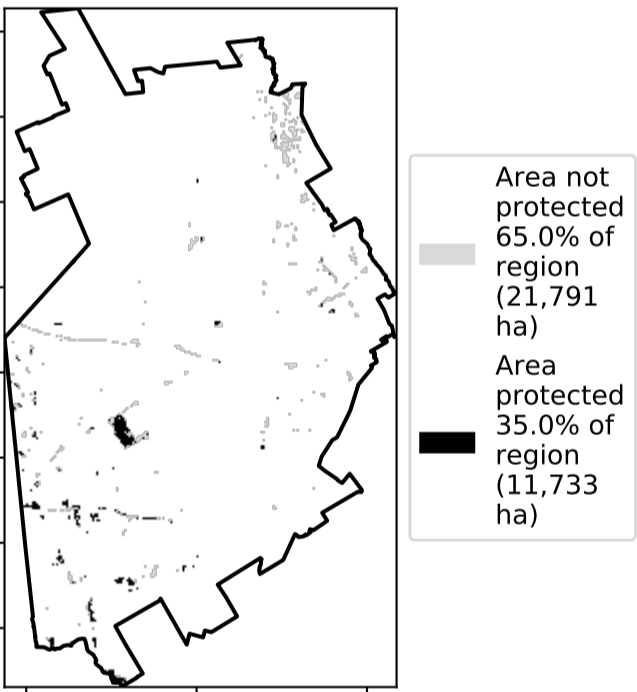 Area not
protected
65.0% of
region
(21,791
ha)
Area
protected
35.0% of
region
(11,733
ha)